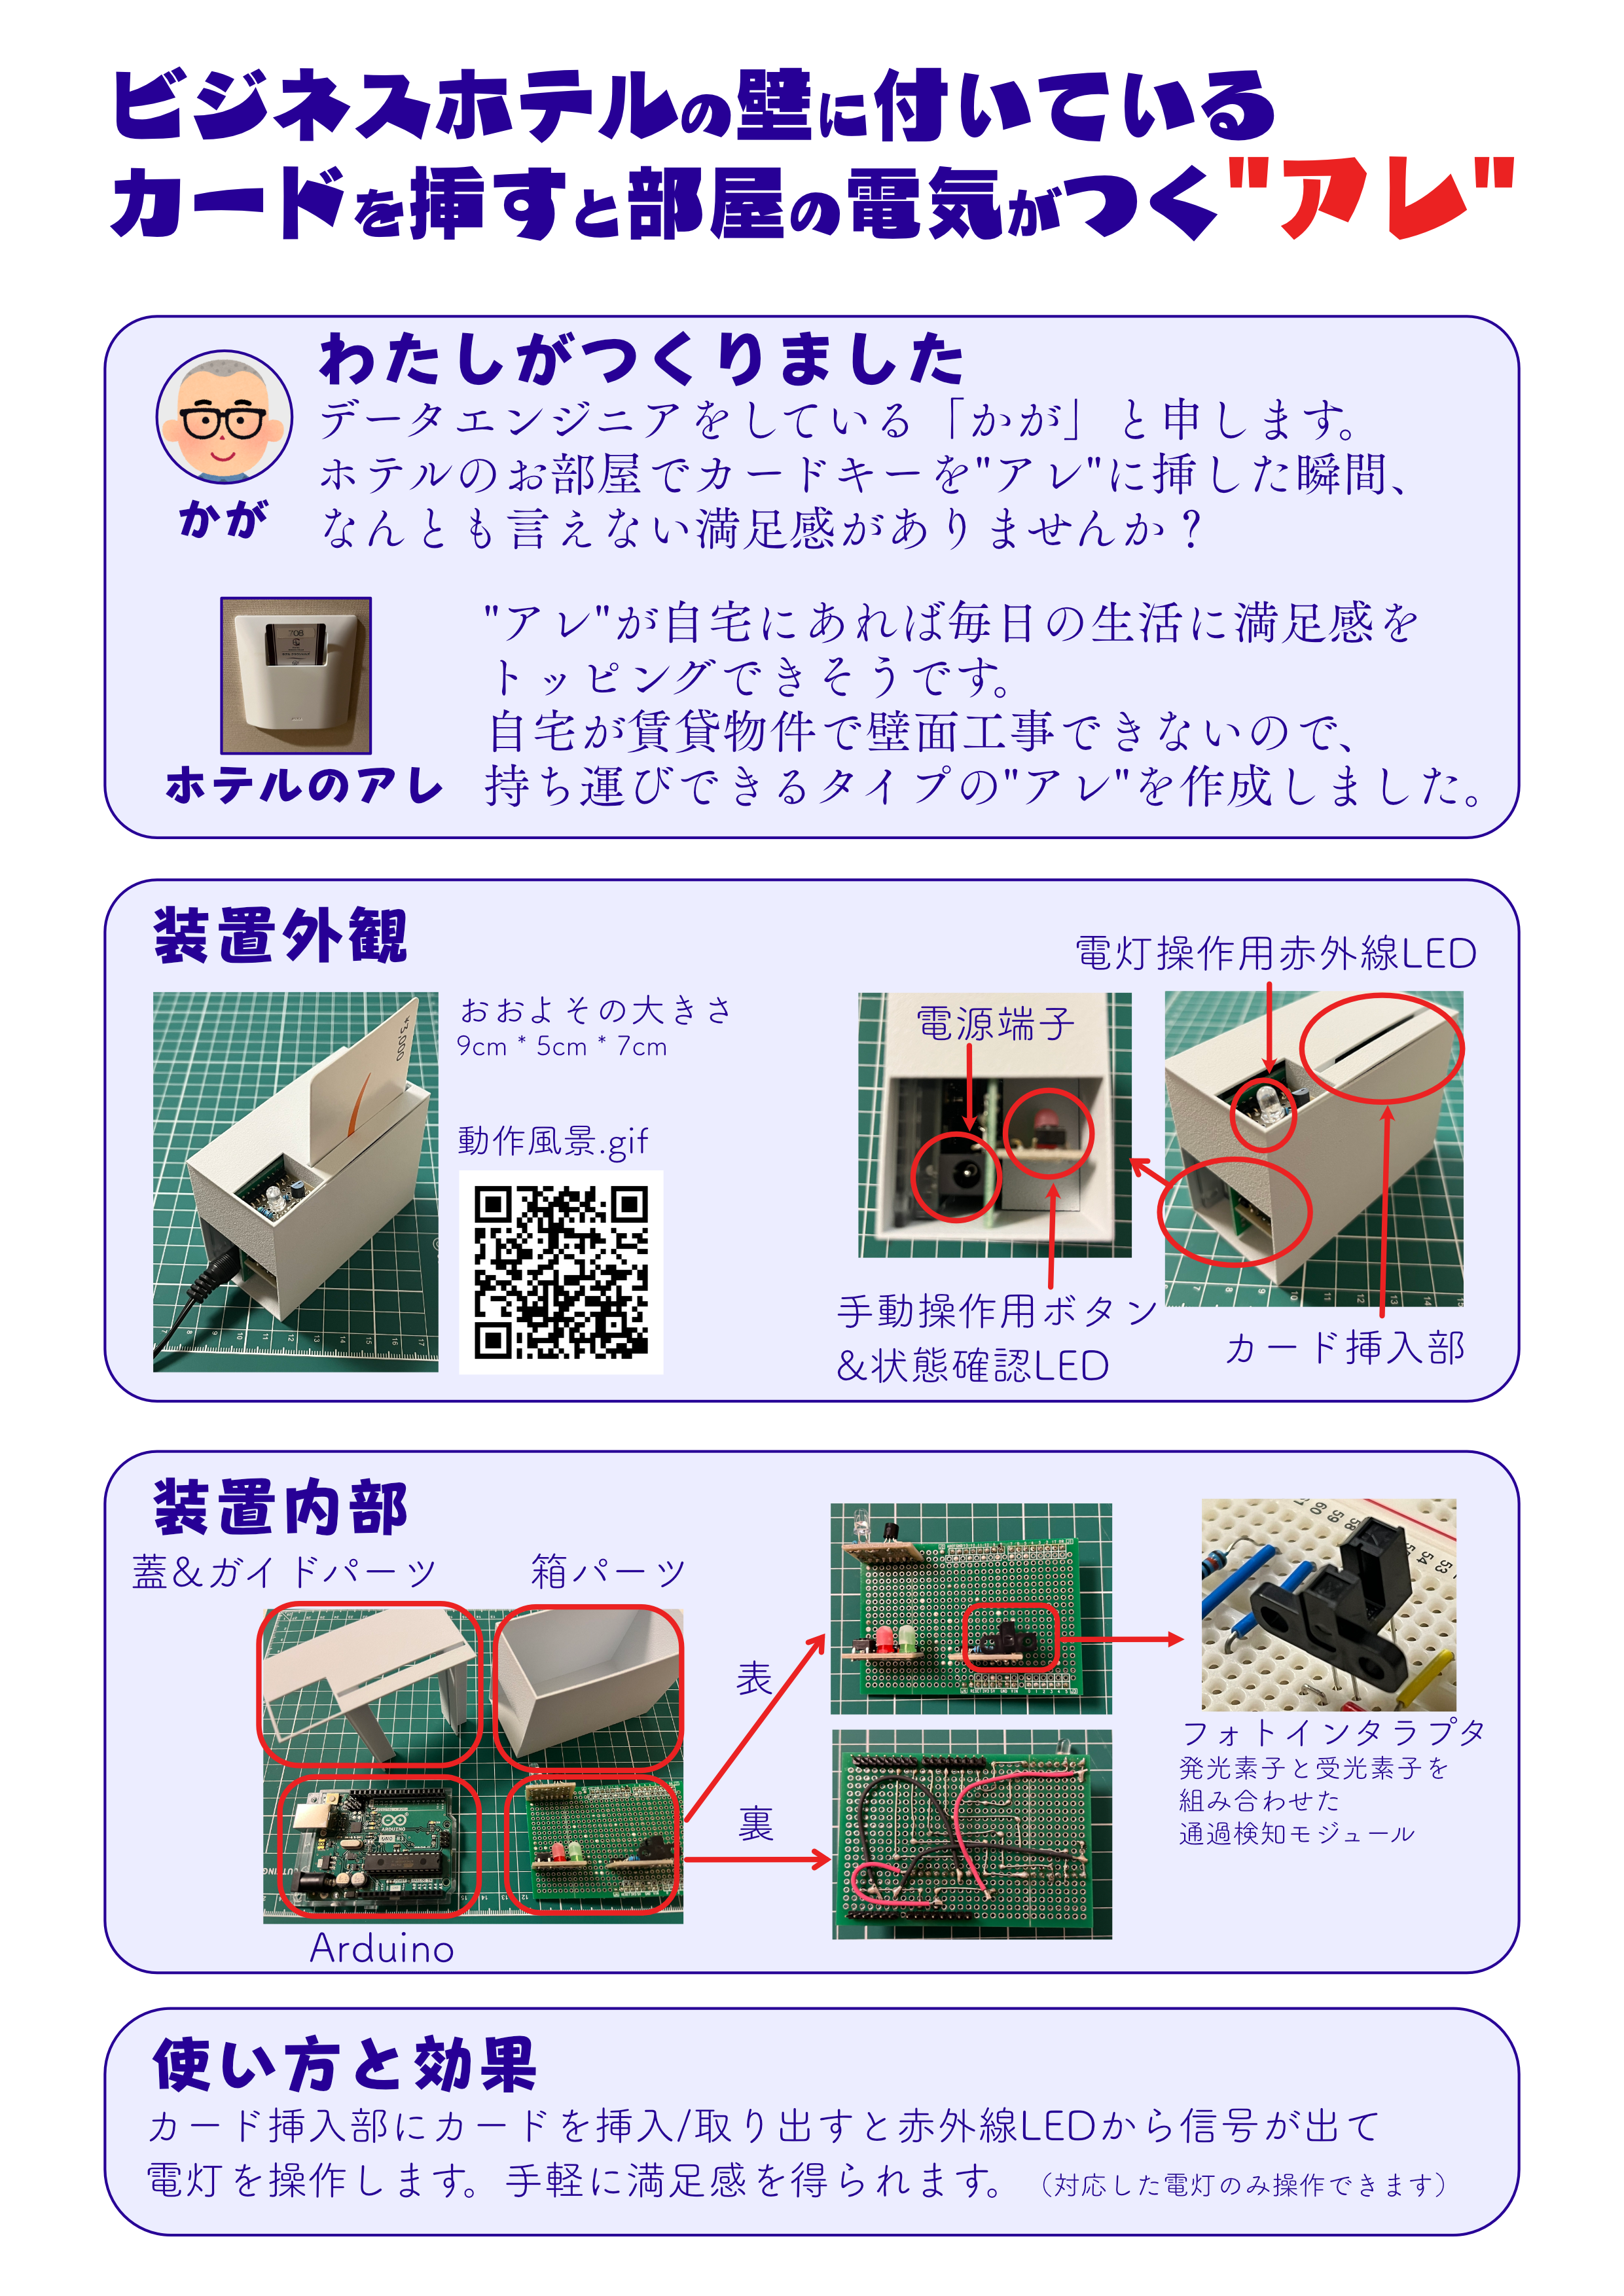 ビジネスホテルの壁に付いている
カードを挿すと部屋の電気がつく"アレ"
わたしがつくりました
データエンジニアをしている「かが」と申します。
ホテルのお部屋でカードキーを"アレ"に挿した瞬間、
なんとも言えない満足感がありませんか？
かが
"アレ"が自宅にあれば毎日の生活に満足感を
トッピングできそうです。
自宅が賃貸物件で壁面工事できないので、
持ち運びできるタイプの"アレ"を作成しました。
706
ホテルのアレ
装置外観
おおよその大きさ
9cm * 5cm * 7cm
動作風景.gif
電源端子
電灯操作用赤外線LED
手動操作用ボタン
&状態確認LED
カード挿入部
装置内部
蓋&ガイドパーツ
箱パーツ
表
裏
Arduino
ARDUINO
UNO
フォトインタラプタ
発光素子と受光素子を
組み合わせた
通過検知モジュール
使い方と効果
カード挿入部にカードを挿入/取り出すと赤外線LEDから信号が出て
電灯を操作します。手軽に満足感を得られます。（対応した電灯のみ操作できます）